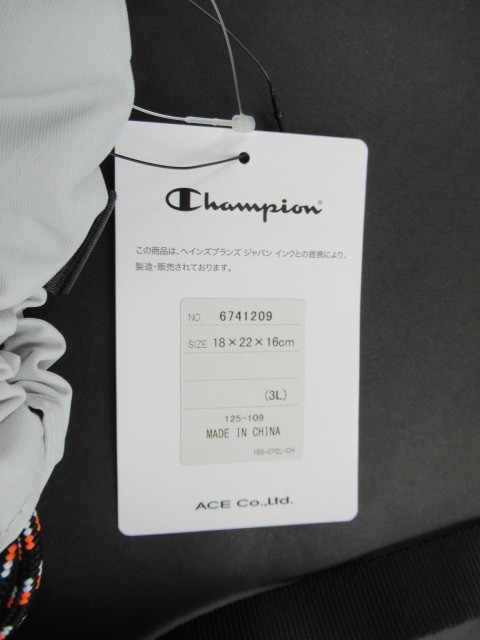 Champion®
この商品は、ヘインズブランズ ジャパン インクとの提携により、
製造・販売されております。
NO. 6741209
SIZE 18×22×16cm
(3L)
125-109
MADE IN CHINA
ACE Co.,Ltd.